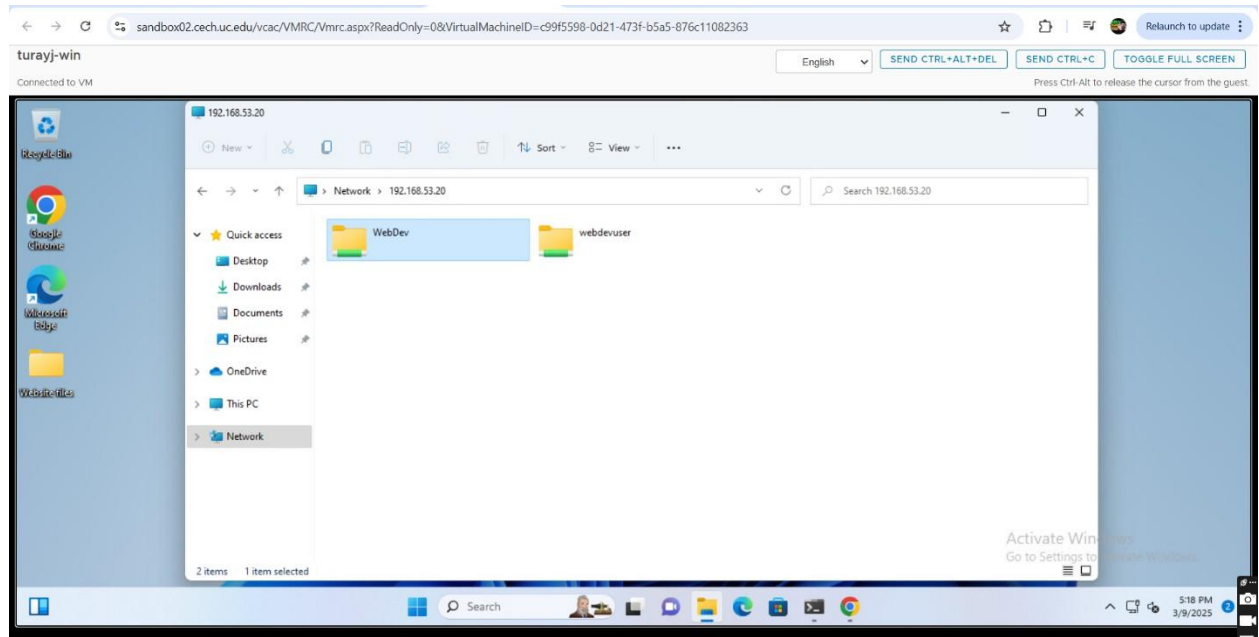 sandbox02.cech.uc.edu/vcac/VMRC/Vmrc.aspx?ReadOnly=0&VirtualMachineID=c99f5598-0d21-473f-b5a5-876c11082363 Relaunch to update
turayj-win English SEND CTRL+ALT+DEL SEND CTRL+C TOGGLE FULL SCREEN
Connected to VM Press Ctrl-Alt to release the cursor from the guest.
192.168.53.20
New Sort View
Network > 192.168.53.20 Search 192.168.53.20
Recycle Bin
Google
Chrome
Microsoft
Edge
Website files
Quick access
Desktop
Downloads
Documents
Pictures
OneDrive
This PC
Network
WebDev webdevuser
Activate Windows
Go to Settings to activate Windows.
2 items 1 item selected
Search
5:18 PM
3/9/2025
2